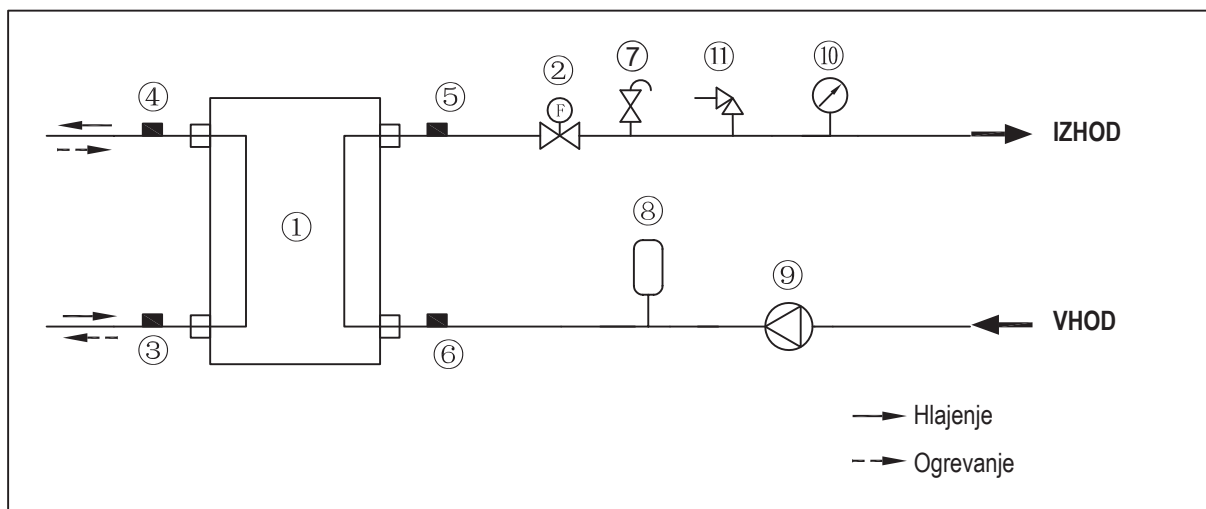 ④ ⑤ ② ⑦ ⑪ ⑩
F
IZHOD
①
⑧
⑨
VHOD
③ ⑥
Hlajenje
Ogrevanje